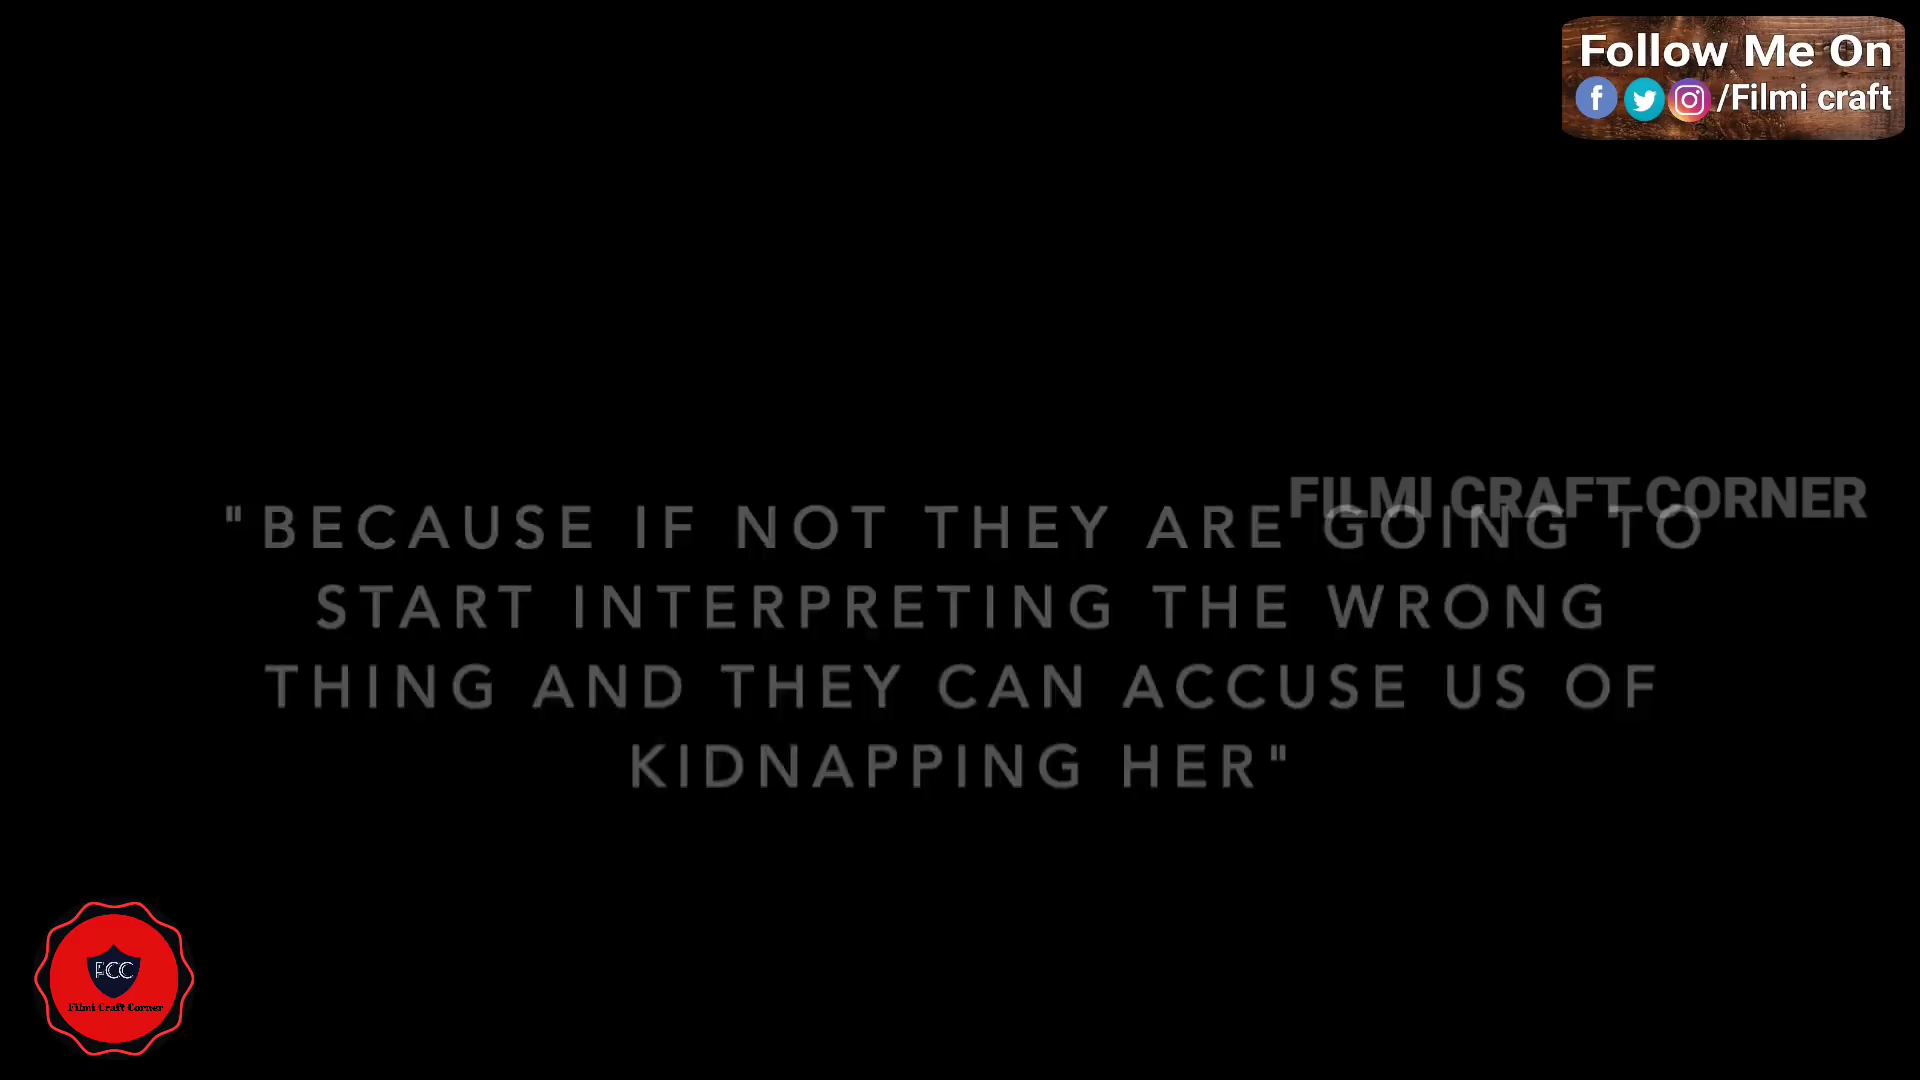 Follow Me On
/Filmi craft
FILMI CRAFT CORNER
"BECAUSE IF NOT THEY ARE GOING TO
START INTERPRETING THE WRONG
THING AND THEY CAN ACCUSE US OF
KIDNAPPING HER"
FCC
Filmi Craft Corner